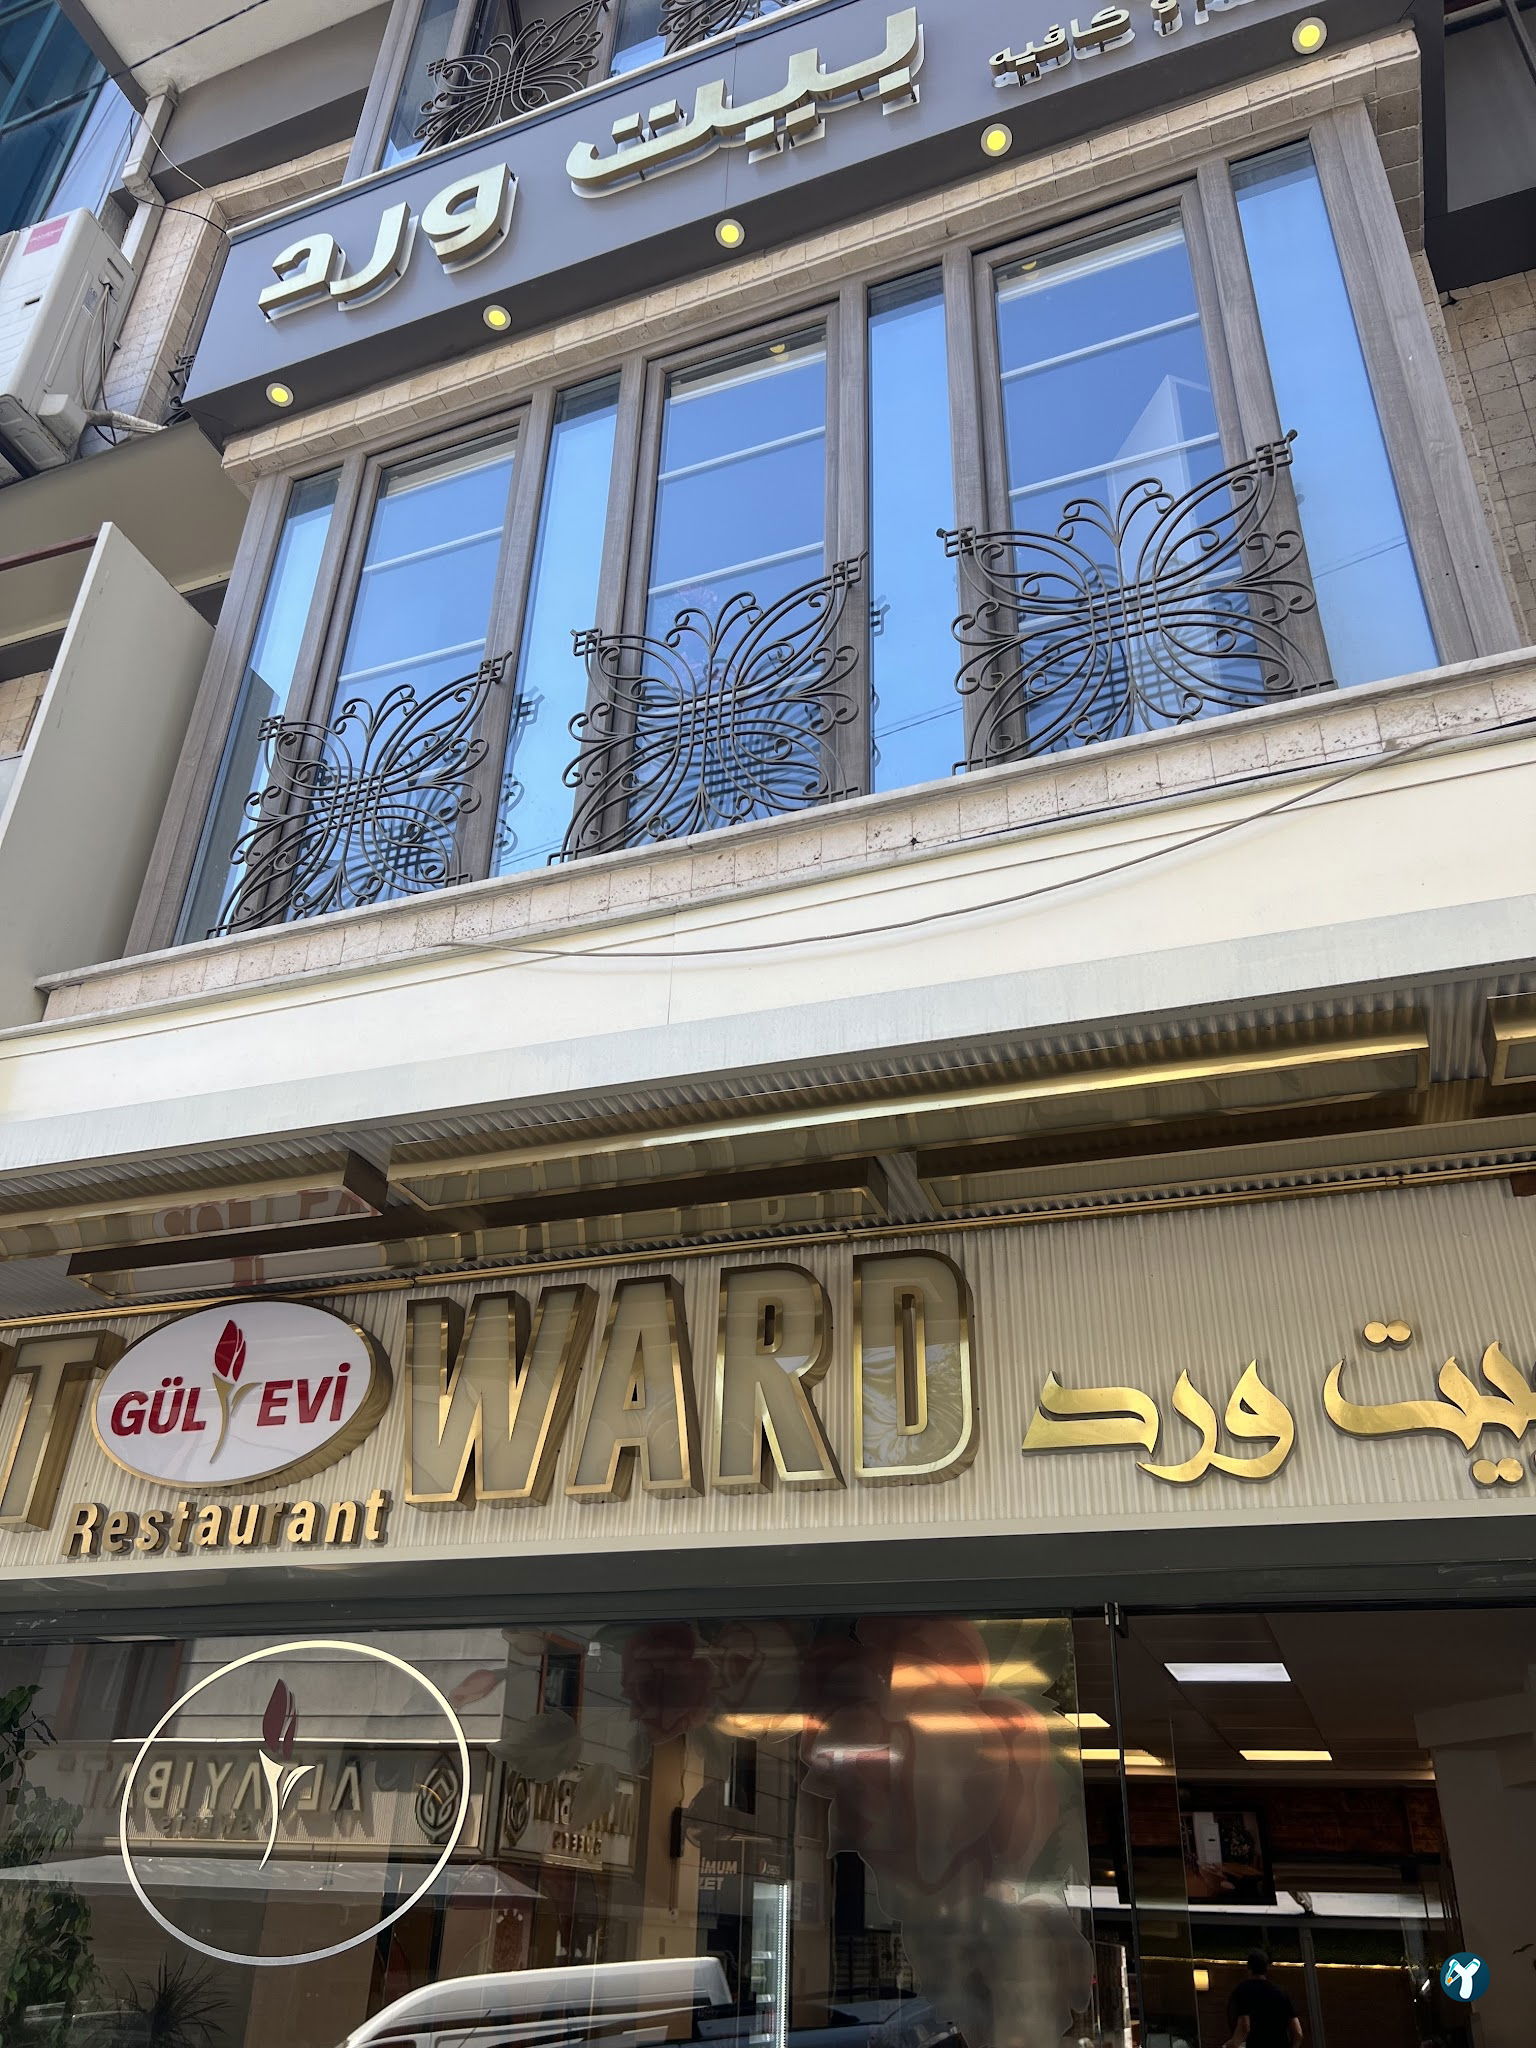 بيت ورد
و كافيه
T
GÜL EVİ
WARD
بيت ورد
Restaurant